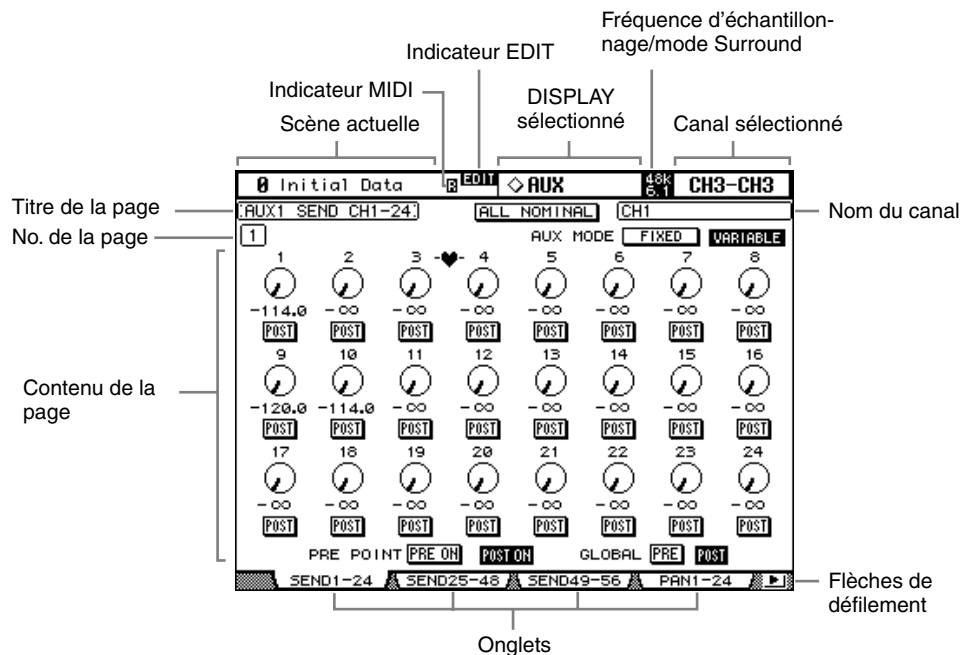 Fréquence d'échantillon-
nage/mode Surround
Indicateur EDIT
Indicateur MIDI
DISPLAY
sélectionné
Scène actuelle
Canal sélectionné
0 Initial Data
R
EDIT
AUX
48k
6.1
CH3-CH3
Titre de la page
AUX1 SEND CH1-24
ALL NOMINAL
CH1
Nom du canal
No. de la page
1
AUX MODE FIXED VARIABLE
1 2 3 4 5 6 7 8
-114.0 -∞ -∞ -∞ -∞ -∞ -∞ -∞
POST POST POST POST POST POST POST POST
9 10 11 12 13 14 15 16
Contenu de la
page
-120.0 -114.0 -∞ -∞ -∞ -∞ -∞ -∞
POST POST POST POST POST POST POST POST
17 18 19 20 21 22 23 24
-∞ -∞ -∞ -∞ -∞ -∞ -∞ -∞
POST POST POST POST POST POST POST POST
PRE POINT PRE ON POST ON GLOBAL PRE POST
SEND1-24 SEND25-48 SEND49-56 PAN1-24
Flèches de
défilement
Onglets